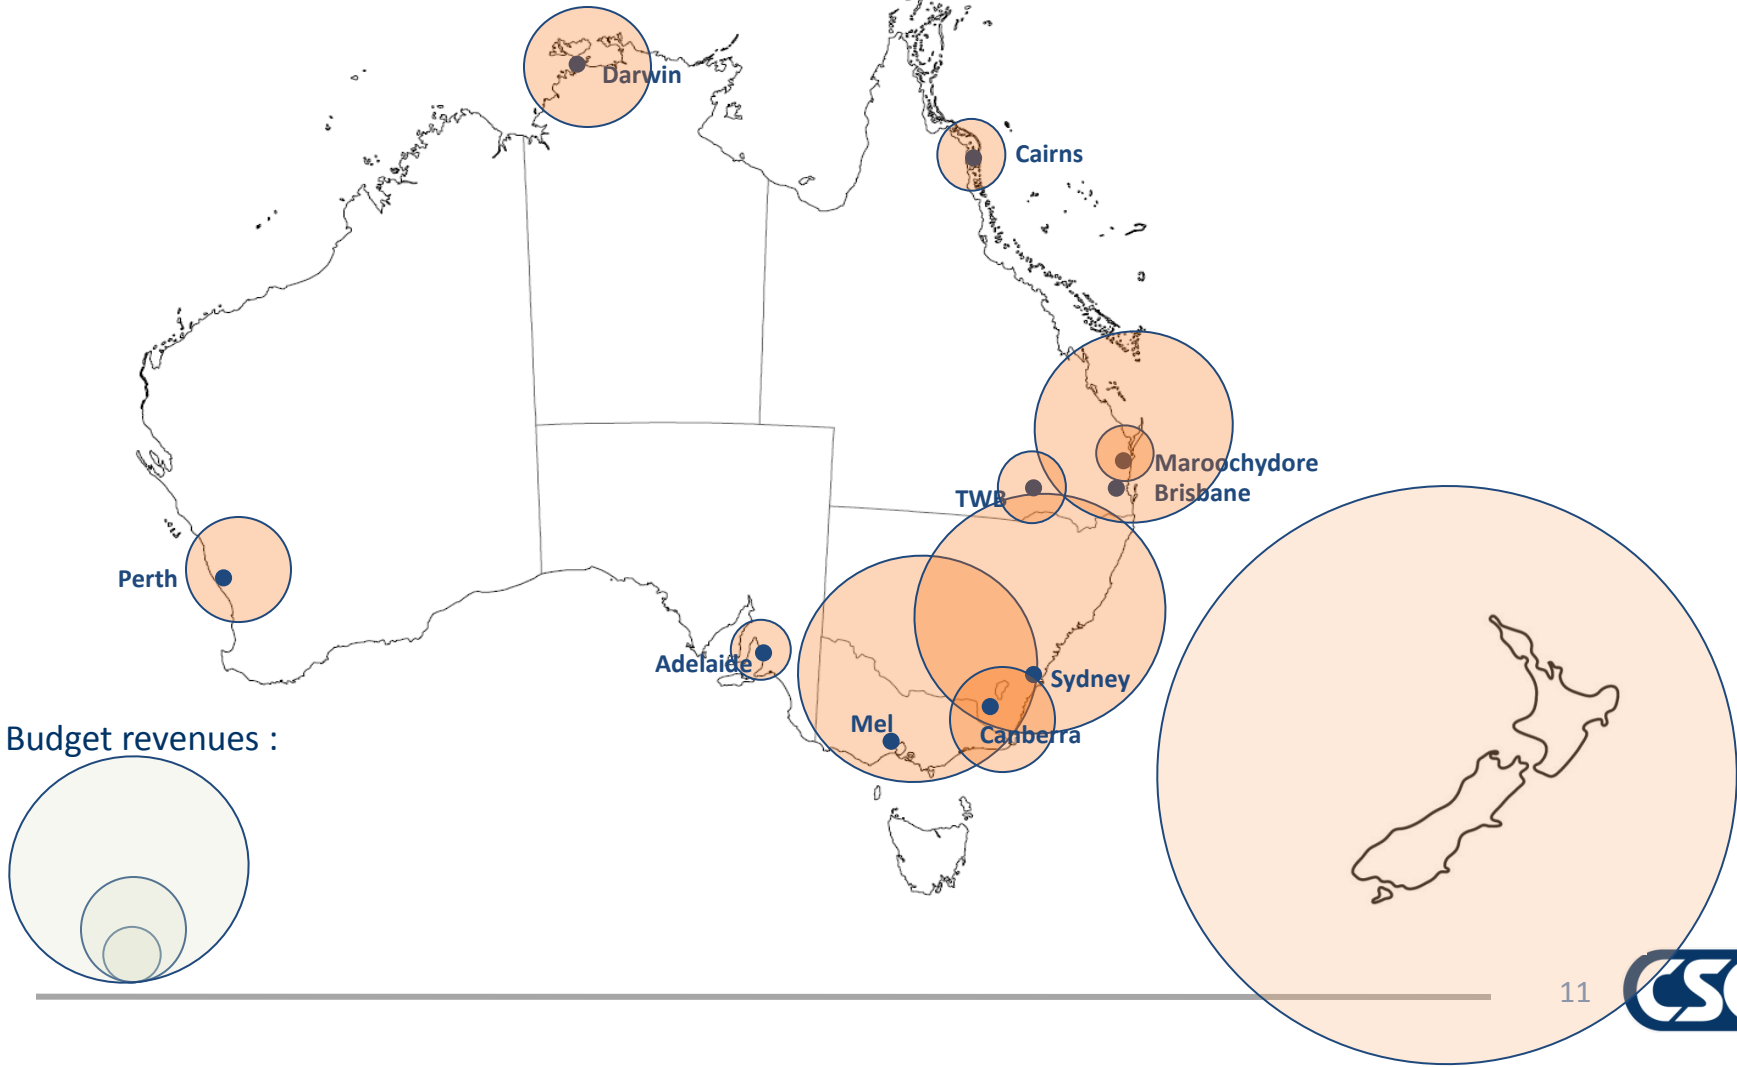 Darwin
Cairns
Maroochydore
TWB
Brisbane
Perth
Adelaide
Sydney
Mel
Canberra
Budget revenues :
11